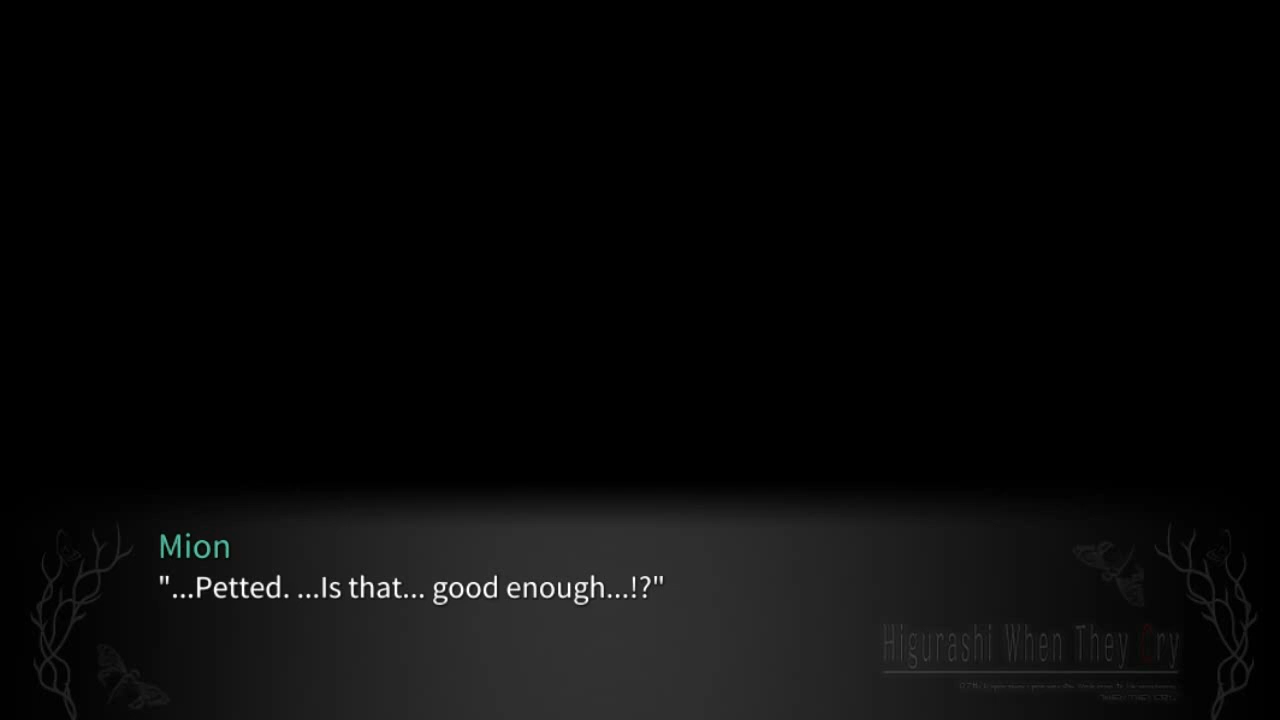 Mion
"...Petted. ...Is that... good enough...!?"
Higurashi When They Cry